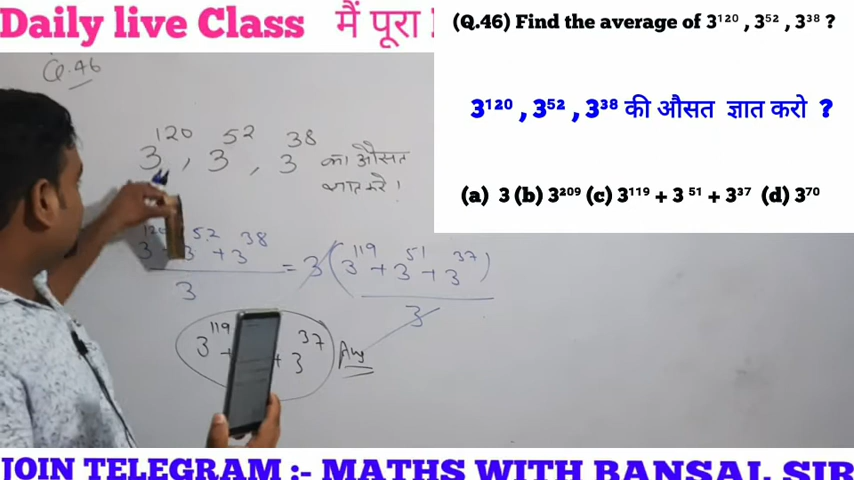 Daily live Class मैं पूरा
(Q.46) Find the average of 3¹²⁰ , 3⁵² , 3³⁸ ?
3¹²⁰ , 3⁵² , 3³⁸ की औसत ज्ञात करो ?
(a) 3 (b) 3²⁰⁹ (c) 3¹¹⁹ + 3 ⁵¹ + 3³⁷ (d) 3⁷⁰
Q.46
3¹²⁰ , 3⁵² , 3³⁸ का औसत
ज्ञात करे !
3¹²⁰ 3⁵² + 3³⁸ = 3 ( 3¹¹⁹ + 3⁵¹ + 3³⁷ )
3 3
3¹¹⁹ + + 3³⁷ Ans
JOIN TELEGRAM :- MATHS WITH BANSAL SIR